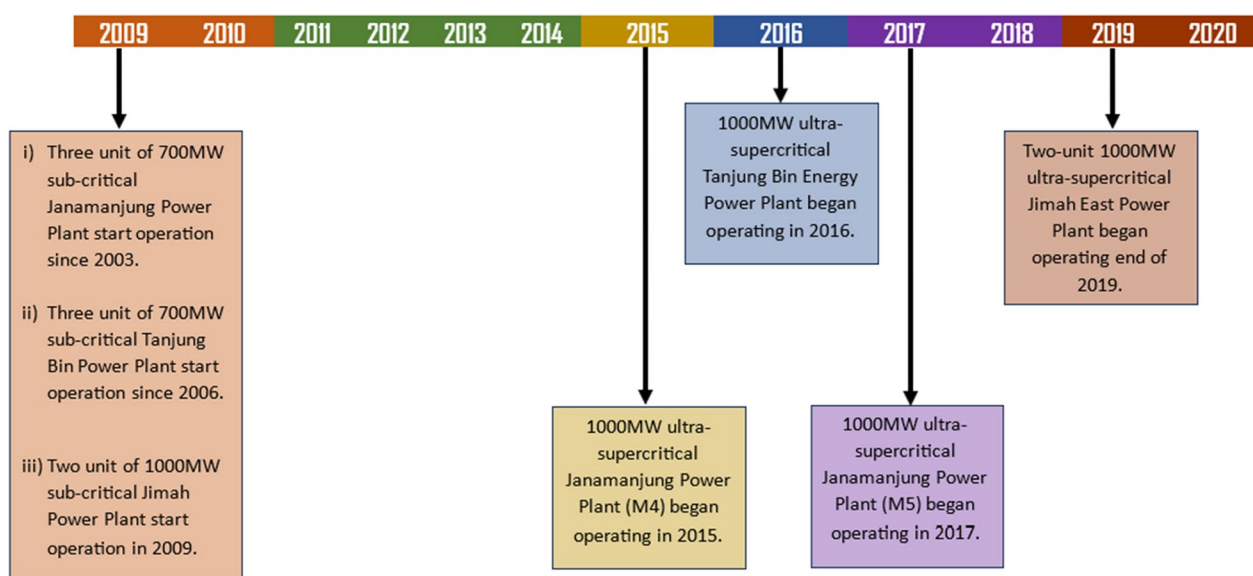 2009 2010 2011 2012 2013 2014 2015 2016 2017 2018 2019 2020
i) Three unit of 700MW
sub-critical
Janamanjung Power
Plant start operation
since 2003.
ii) Three unit of 700MW
sub-critical Tanjung
Bin Power Plant start
operation since 2006.
iii) Two unit of 1000MW
sub-critical Jimah
Power Plant start
operation in 2009.
1000MW ultra-
supercritical
Janamanjung Power
Plant (M4) began
operating in 2015.
1000MW ultra-
supercritical
Tanjung Bin Energy
Power Plant began
operating in 2016.
1000MW ultra-
supercritical
Janamanjung Power
Plant (M5) began
operating in 2017.
Two-unit 1000MW
ultra-supercritical
Jimah East Power
Plant began
operating end of
2019.